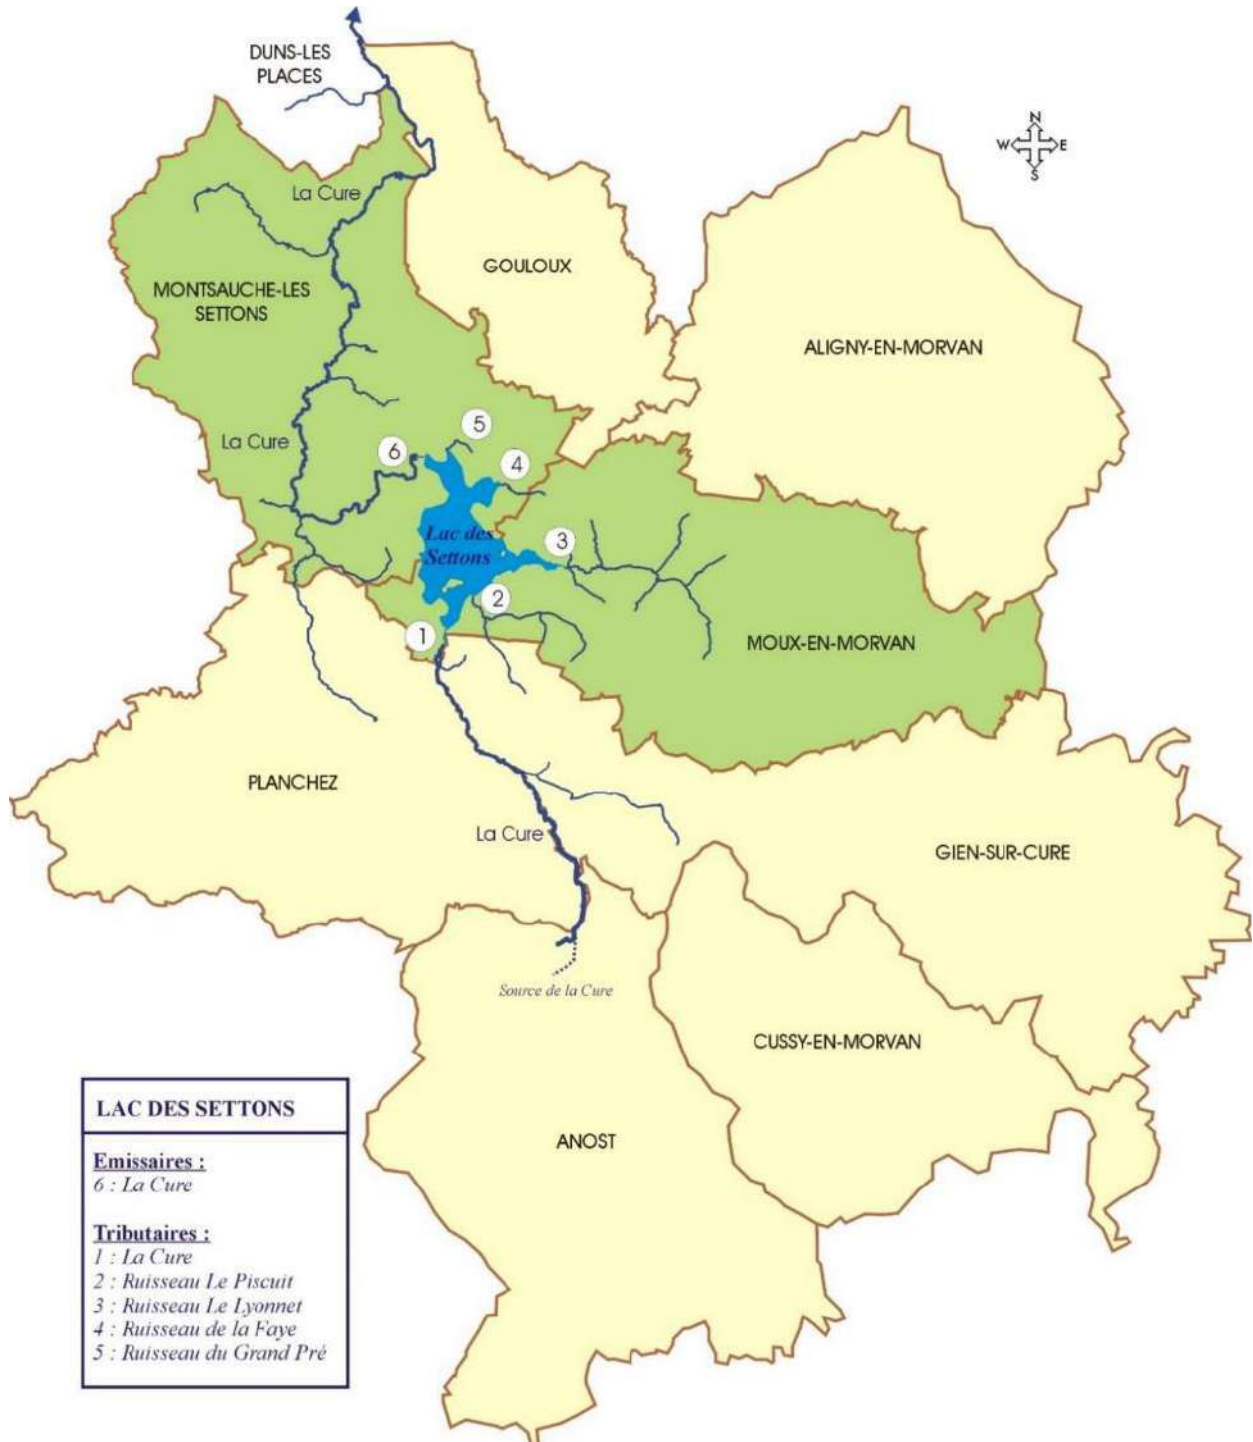 DUNS-LES
PLACES
N
W E
S
La Cure
GOULOUX
MONTSAUCHE-LES
SETTONS
ALIGNY-EN-MORVAN
5
La Cure
6
4
Lac des
Settons
3
2
1
MOUX-EN-MORVAN
PLANCHEZ
La Cure
GIEN-SUR-CURE
Source de la Cure
CUSSY-EN-MORVAN
ANOST
LAC DES SETTONS
Emissaires :
6 : La Cure
Tributaires :
1 : La Cure
2 : Ruisseau Le Piscuit
3 : Ruisseau Le Lyonnet
4 : Ruisseau de la Faye
5 : Ruisseau du Grand Pré